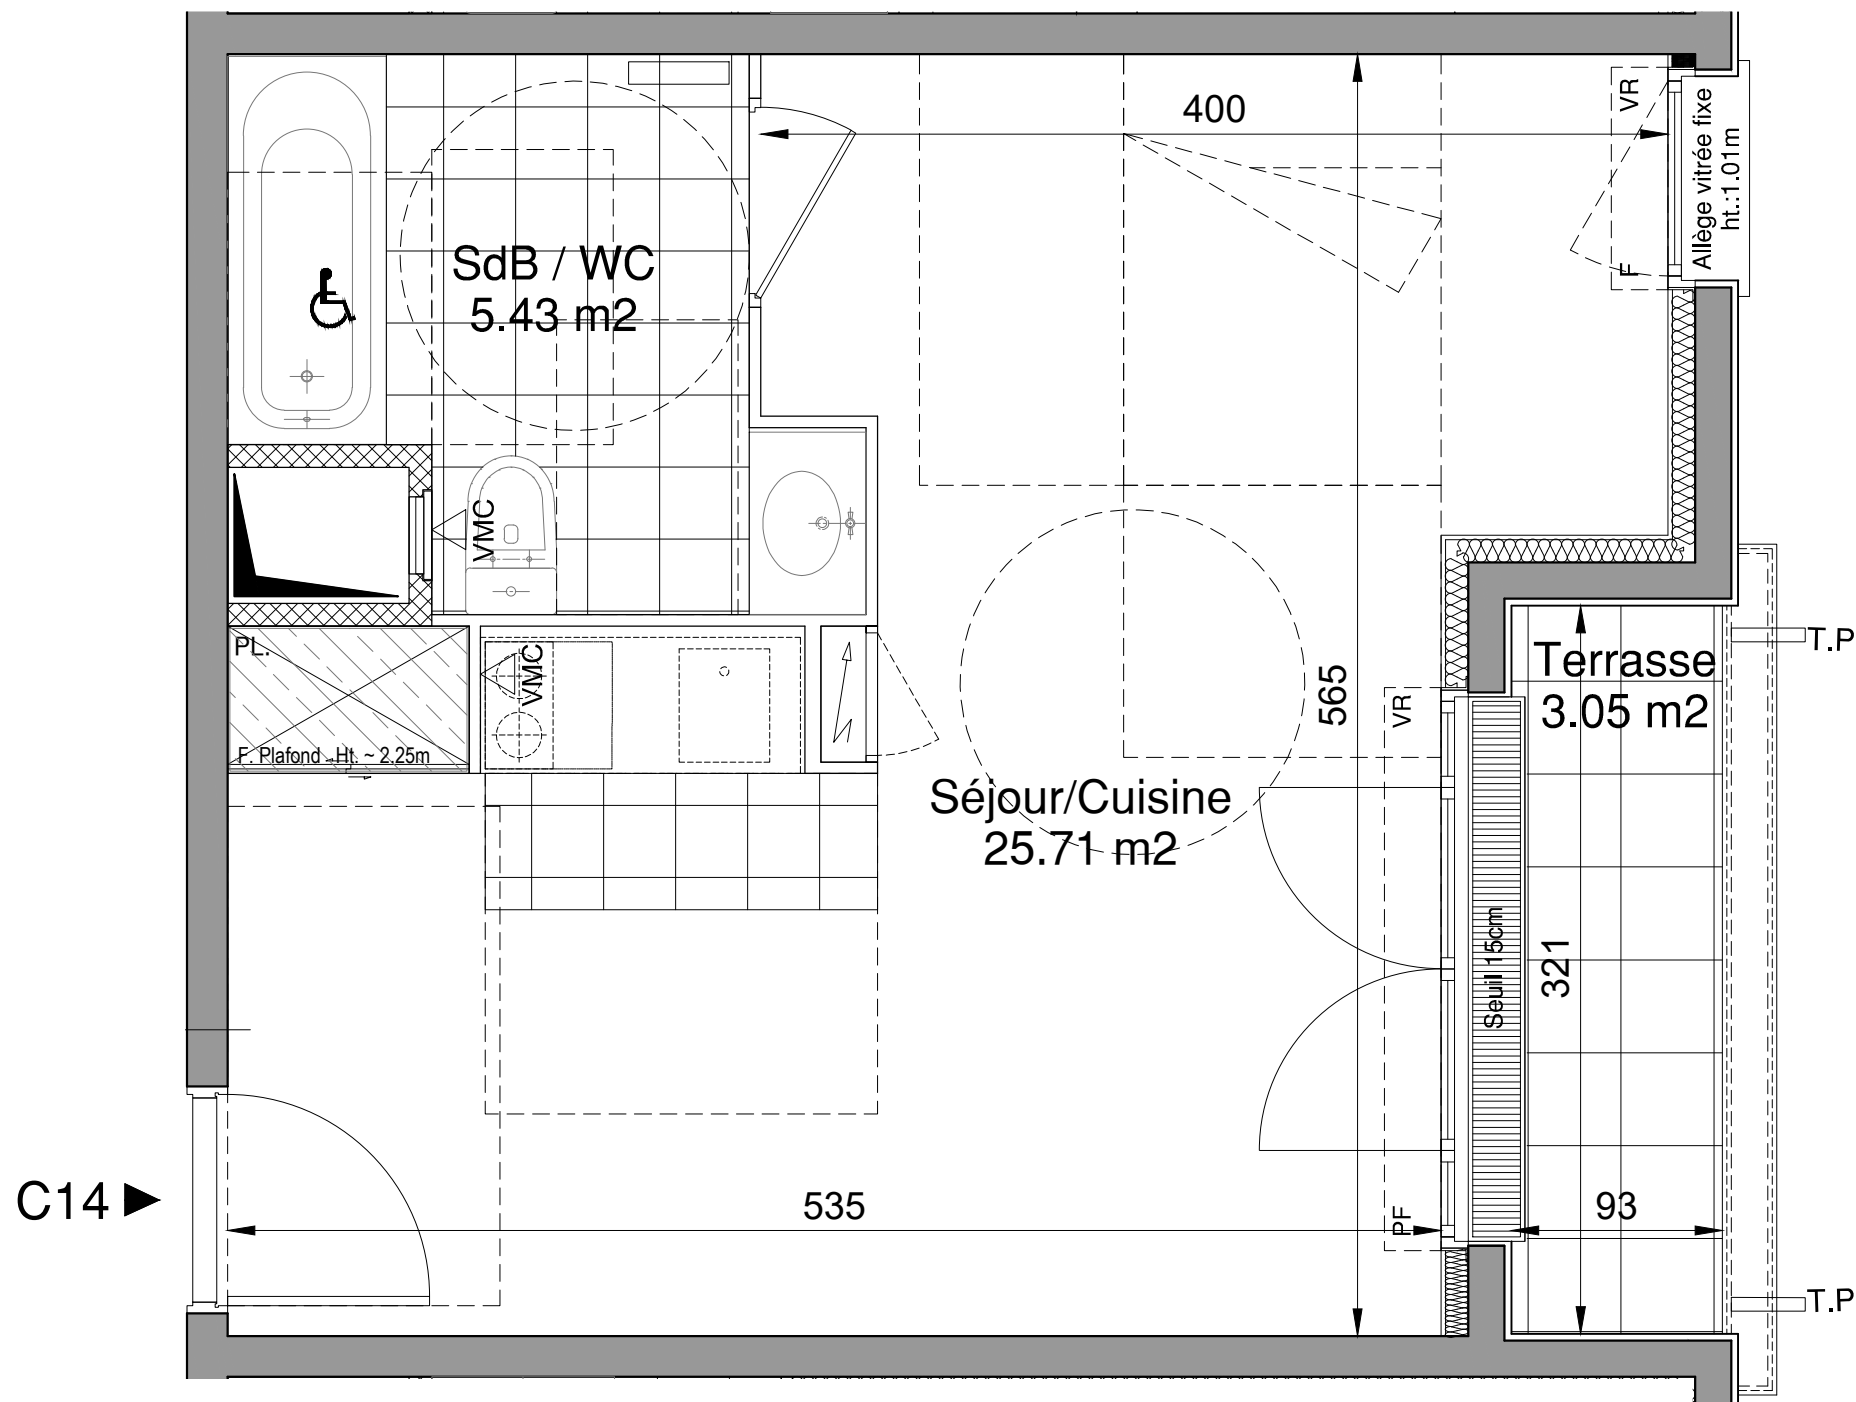 400
VR
F
Allège vitrée fixe
ht.:1.01m
SdB / WC
5.43 m2
VMC
PL.
F. Plafond - Ht. ~ 2.25m
VMC
565
VR
Terrasse
3.05 m2
T.P
Séjour/Cuisine
25.71 m2
Seuil 15cm
321
C14
535
PF
93
T.P